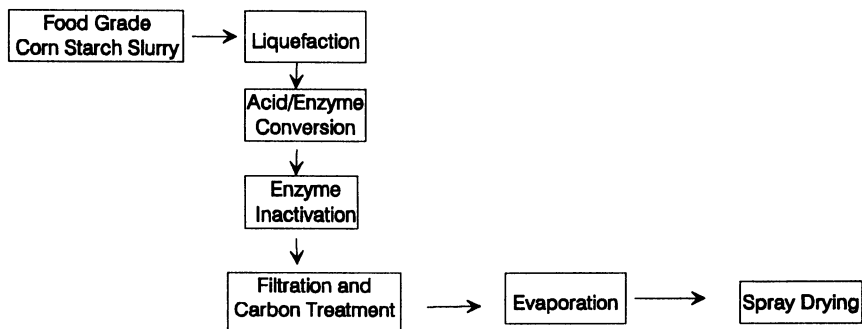 Food Grade
Corn Starch Slurry
Liquefaction
Acid/Enzyme
Conversion
Enzyme
Inactivation
Filtration and
Carbon Treatment
Evaporation
Spray Drying